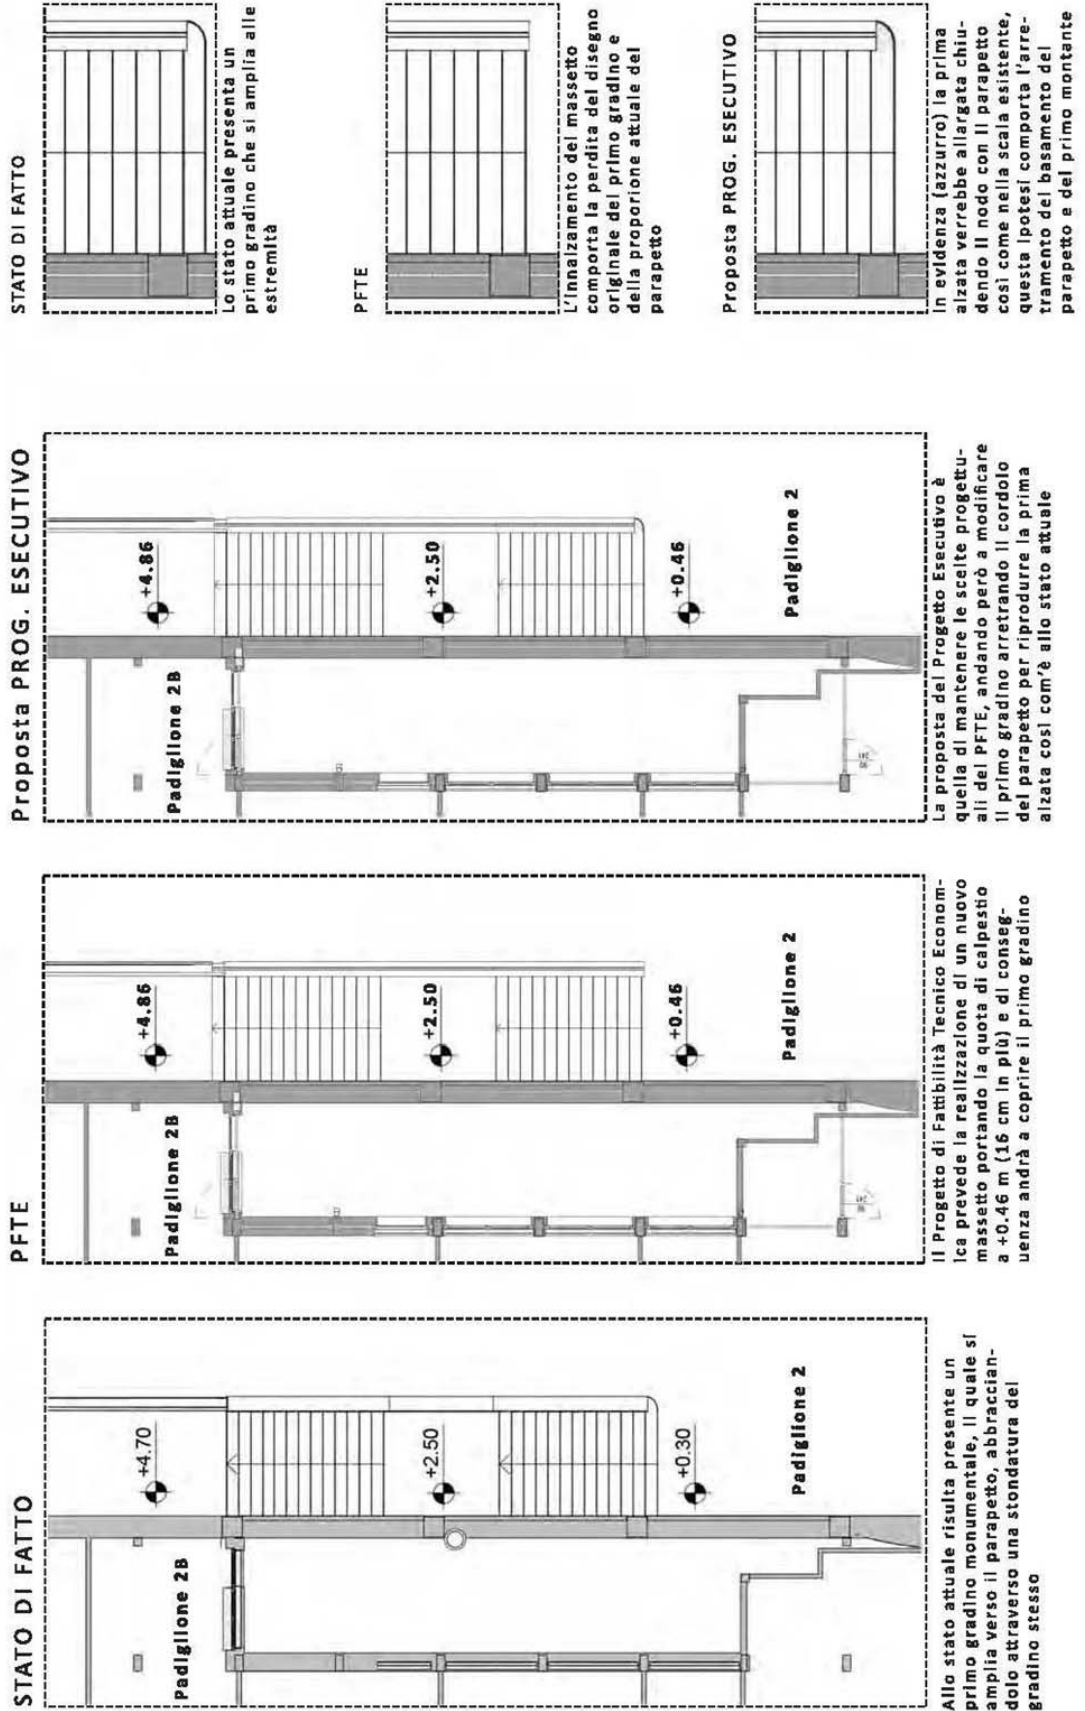 STATO DI FATTO
Padiglione 2B
+4.70
+2.50
+0.30
Padiglione 2
Allo stato attuale risulta presente un
primo gradino monumentale, il quale si
amplia verso il parapetto, abbraccian-
dolo attraverso una stondatura del
gradino stesso
PFTE
Padiglione 2B
+4.86
+2.50
+0.46
Padiglione 2
Il Progetto di Fattibilità Tecnico Econom-
ica prevede la realizzazione di un nuovo
massetto portando la quota di calpestio
a +0.46 m (16 cm in più) e di conseg-
uenza andrà a coprire il primo gradino
Proposta PROG. ESECUTIVO
Padiglione 2B
+4.86
+2.50
+0.46
Padiglione 2
La proposta del Progetto Esecutivo è
quella di mantenere le scelte progettu-
ali del PFTE, andando però a modificare
il primo gradino arretrando il cordolo
del parapetto per riprodurre la prima
alzata così com'è allo stato attuale
STATO DI FATTO
Lo stato attuale presenta un
primo gradino che si amplia alle
estremità
PFTE
L'innalzamento del massetto
comporta la perdita del disegno
originale del primo gradino e
della proporione attuale del
parapetto
Proposta PROG. ESECUTIVO
In evidenza (azzurro) la prima
alzata verrebbe allargata chiu-
dendo il nodo con il parapetto
così come nella scala esistente,
questa ipotesi comporta l'arre-
tramento del basamento del
parapetto e del primo montante